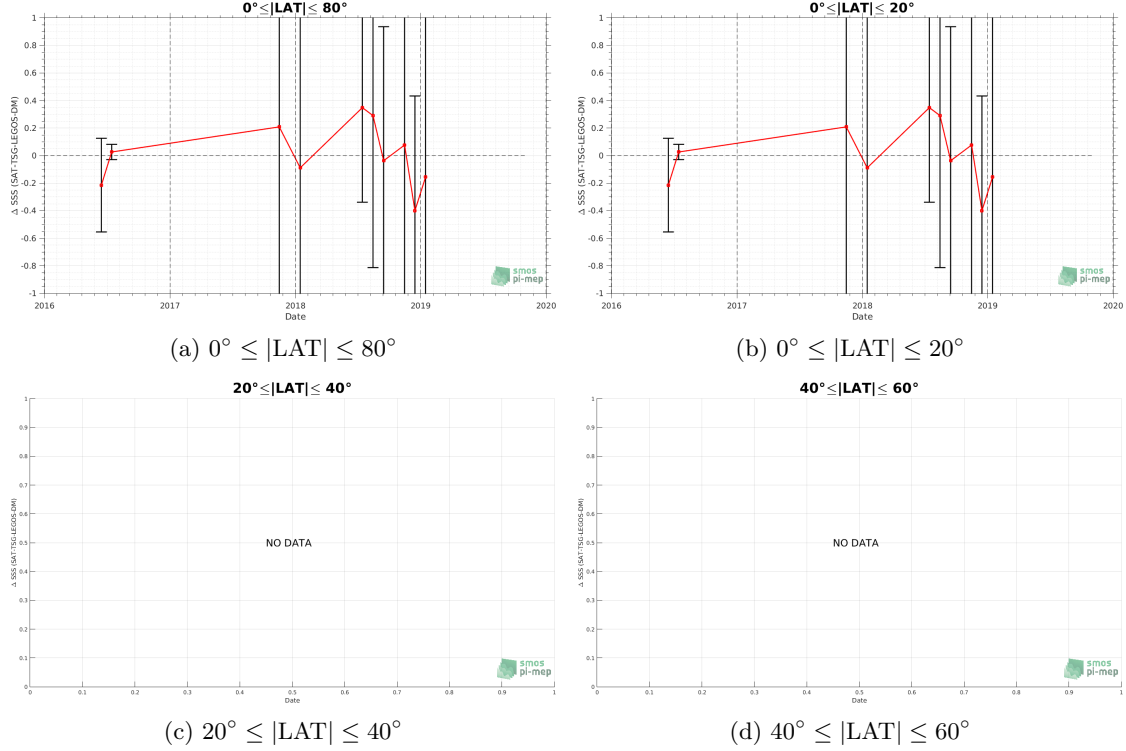 0°≤|LAT|≤ 80°
1
0.8
0.6
0.4
0.2
0
-0.2
-0.4
-0.6
-0.8
-1
Δ SSS (SAT-TSG-LEGOS-DM)
2016 2017 2018 2019 2020
Date
smos
pi-mep
(a) 0° ≤ |LAT| ≤ 80°
0°≤|LAT|≤ 20°
1
0.8
0.6
0.4
0.2
0
-0.2
-0.4
-0.6
-0.8
-1
Δ SSS (SAT-TSG-LEGOS-DM)
2016 2017 2018 2019 2020
Date
smos
pi-mep
(b) 0° ≤ |LAT| ≤ 20°
20°≤|LAT|≤ 40°
1
0.9
0.8
0.7
0.6
0.5
0.4
0.3
0.2
0.1
0
Δ SSS (SAT-TSG-LEGOS-DM)
NO DATA
0 0.1 0.2 0.3 0.4 0.5 0.6 0.7 0.8 0.9 1
Date
smos
pi-mep
(c) 20° ≤ |LAT| ≤ 40°
40°≤|LAT|≤ 60°
1
0.9
0.8
0.7
0.6
0.5
0.4
0.3
0.2
0.1
0
Δ SSS (SAT-TSG-LEGOS-DM)
NO DATA
0 0.1 0.2 0.3 0.4 0.5 0.6 0.7 0.8 0.9 1
Date
smos
pi-mep
(d) 40° ≤ |LAT| ≤ 60°